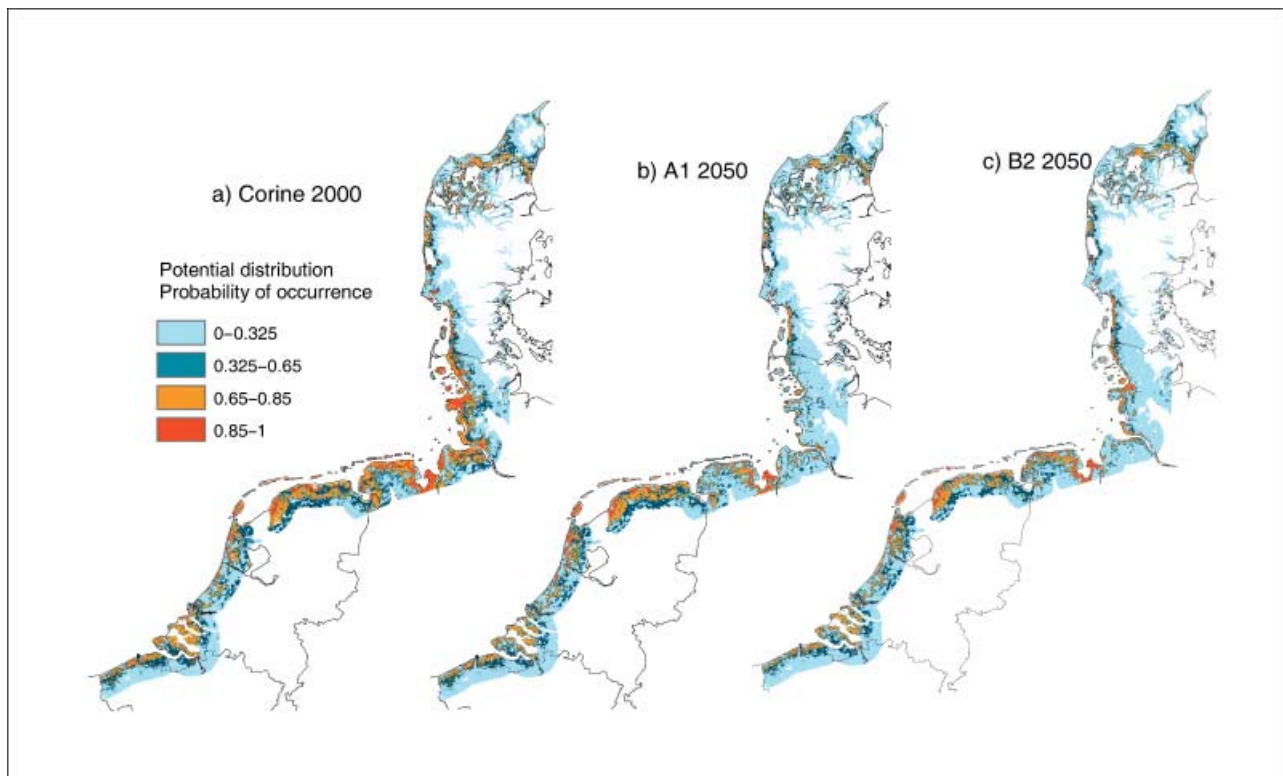 a) Corine 2000
b) A1 2050
c) B2 2050
Potential distribution
Probability of occurrence
0–0.325
0.325–0.65
0.65–0.85
0.85–1